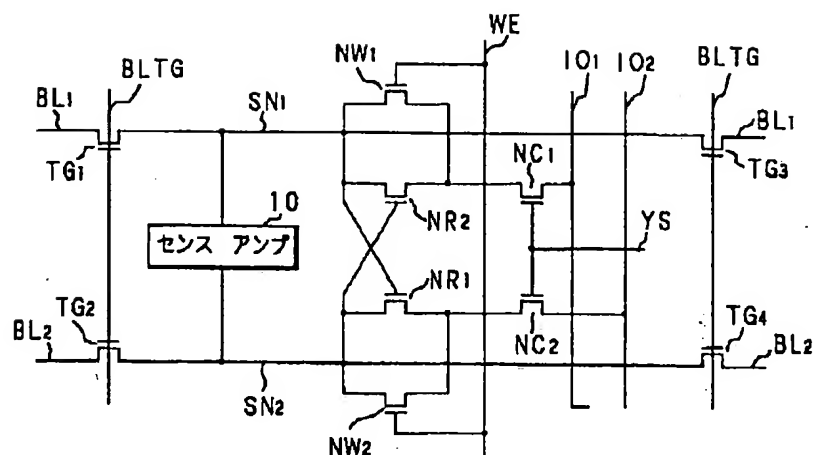 WE
NW1
IO1
IO2
BLTG
BLTG
BL1
SN1
BL1
TG1
NC1
TG3
10
NR2
YS
センス アンプ
NR1
TG2
TG4
BL2
NC2
BL2
SN2
NW2